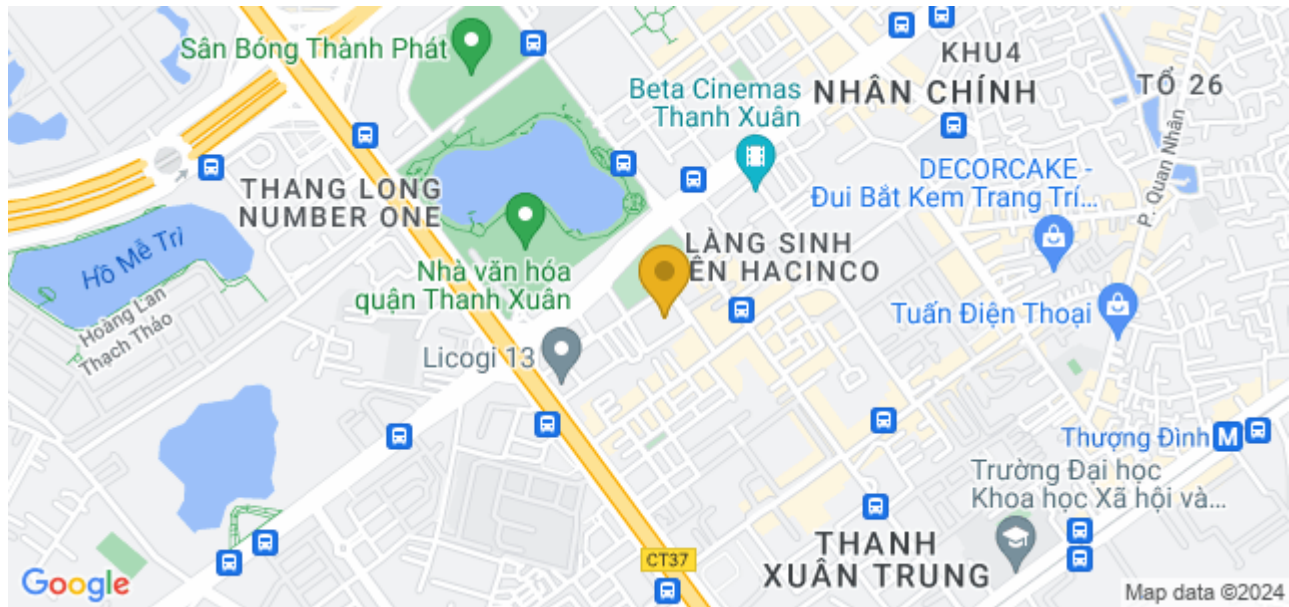 Sân Bóng Thành Phát
KHU4
Beta Cinemas
Thanh Xuân
NHÂN CHÍNH
TỔ 26
P. Quan Nhân
THANG LONG
NUMBER ONE
DECORCAKE -
Đui Bắt Kem Trang Trí...
Hồ Mễ Trì
LÀNG SINH
ÊN HACINCO
Nhà văn hóa
quận Thanh Xuân
Hoàng Lan
Thạch Thảo
Tuấn Điện Thoại
Licogi 13
Thượng Đình
M
Trường Đại học
Khoa học Xã hội và...
THANH
XUÂN TRUNG
CT37
Google
Map data ©2024